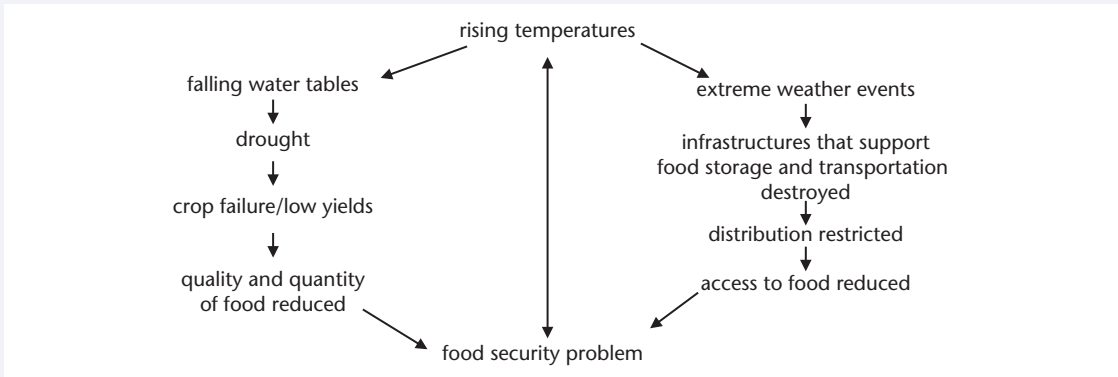 rising temperatures
falling water tables
drought
crop failure/low yields
quality and quantity
of food reduced
extreme weather events
infrastructures that support
food storage and transportation
destroyed
distribution restricted
access to food reduced
food security problem